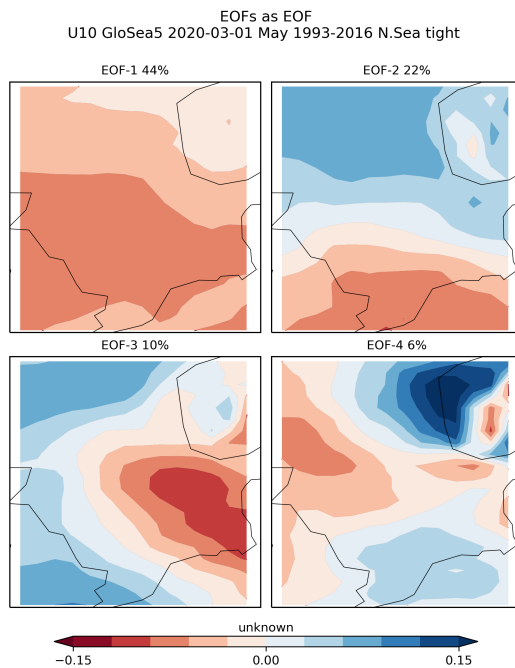 EOFs as EOF
U10 GloSea5 2020-03-01 May 1993-2016 N.Sea tight
EOF-1 44%
EOF-2 22%
EOF-3 10%
EOF-4 6%
unknown
−0.15 0.00 0.15